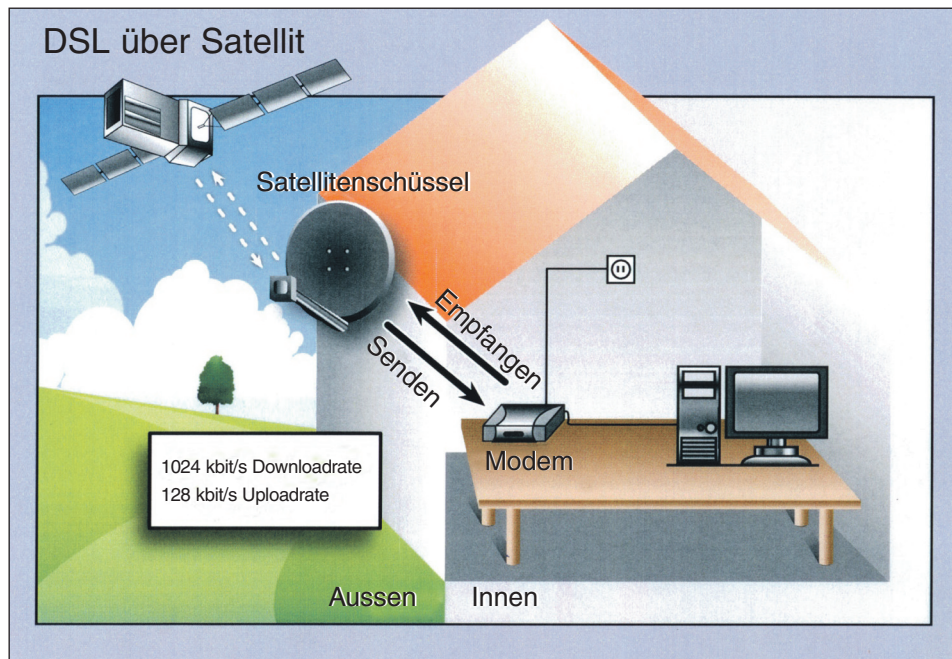 DSL über Satellit
Satellitenschüssel
Empfangen
Senden
Modem
1024 kbit/s Downloadrate
128 kbit/s Uploadrate
Aussen
Innen